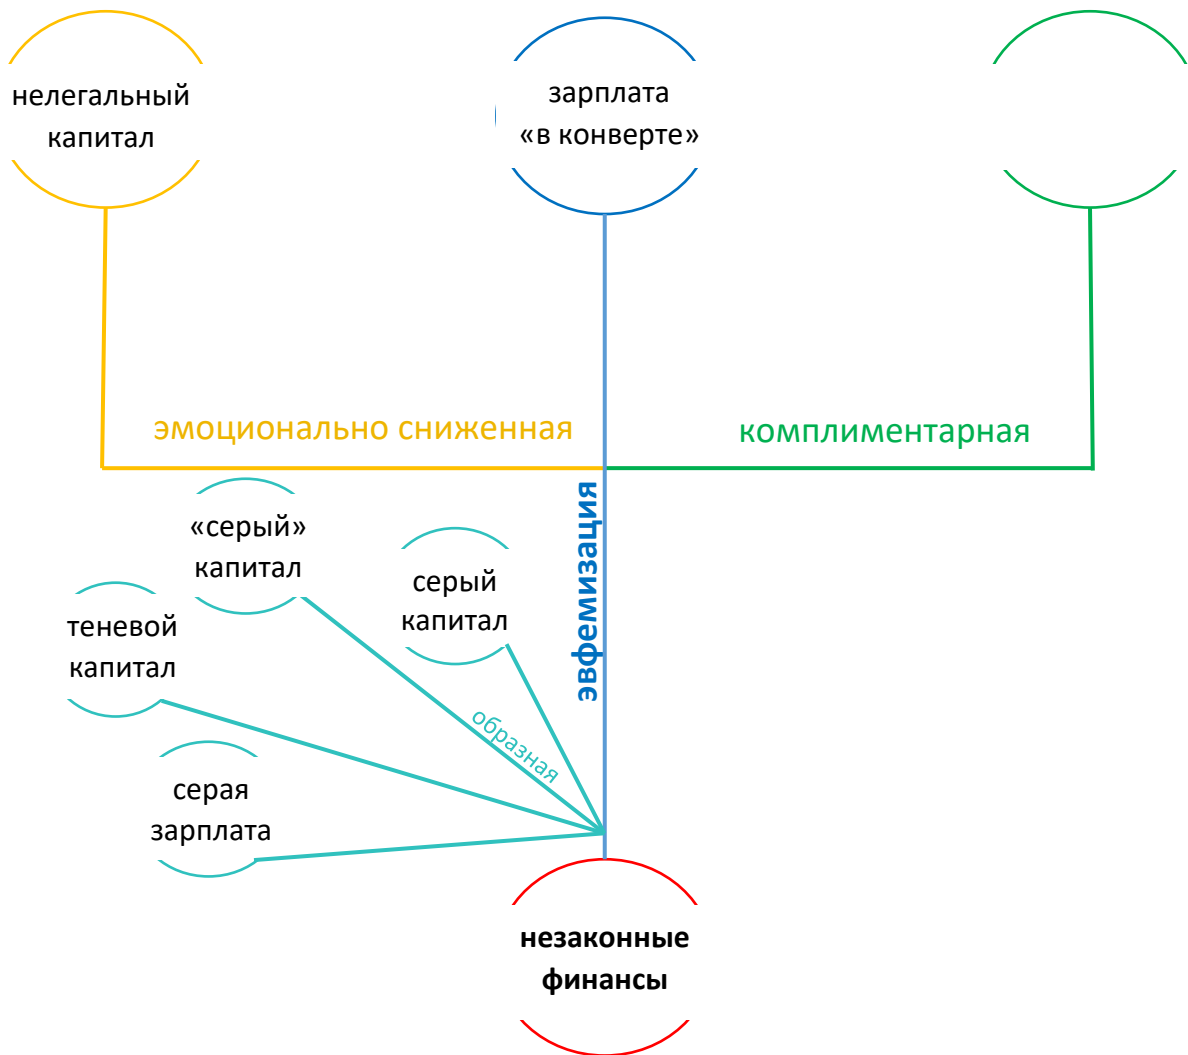 нелегальный
капитал
зарплата
«в конверте»
эмоционально сниженная
комплиментарная
эвфемизация
«серый»
капитал
серый
капитал
теневой
капитал
образная
серая
зарплата
незаконные
финансы